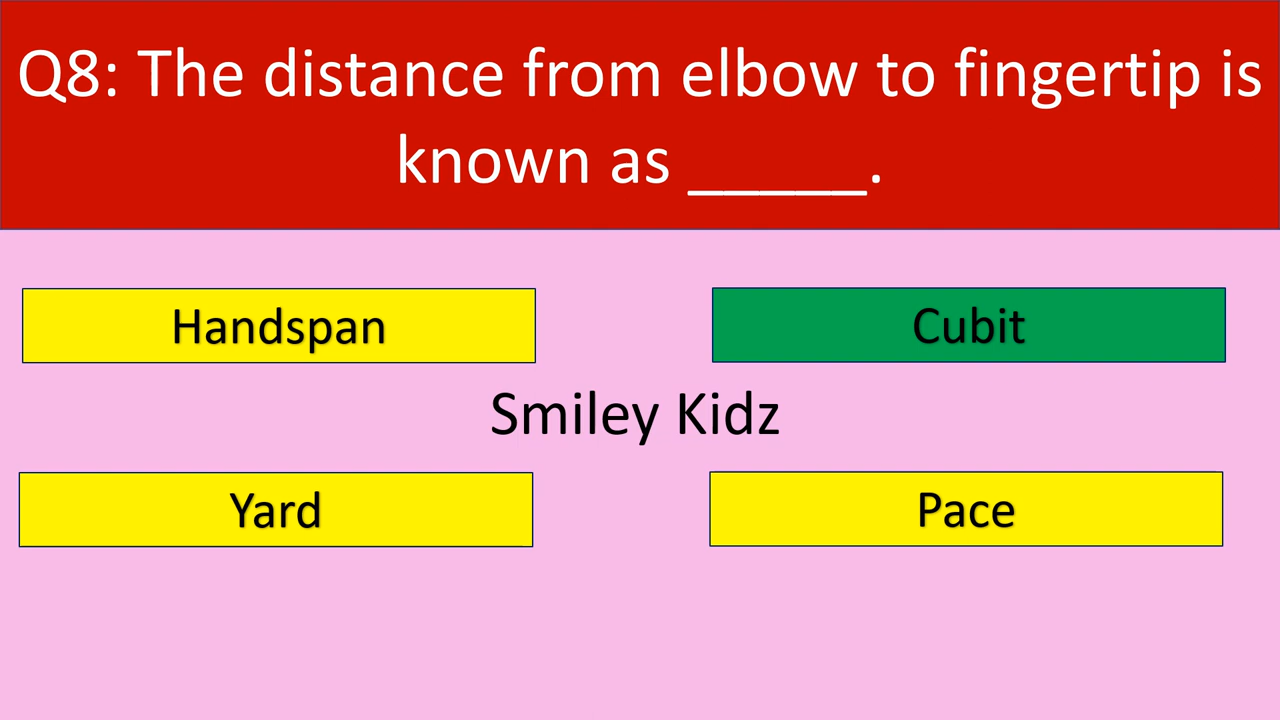 Q8: The distance from elbow to fingertip is
known as _____.
Handspan
Cubit
Smiley Kidz
Yard
Pace